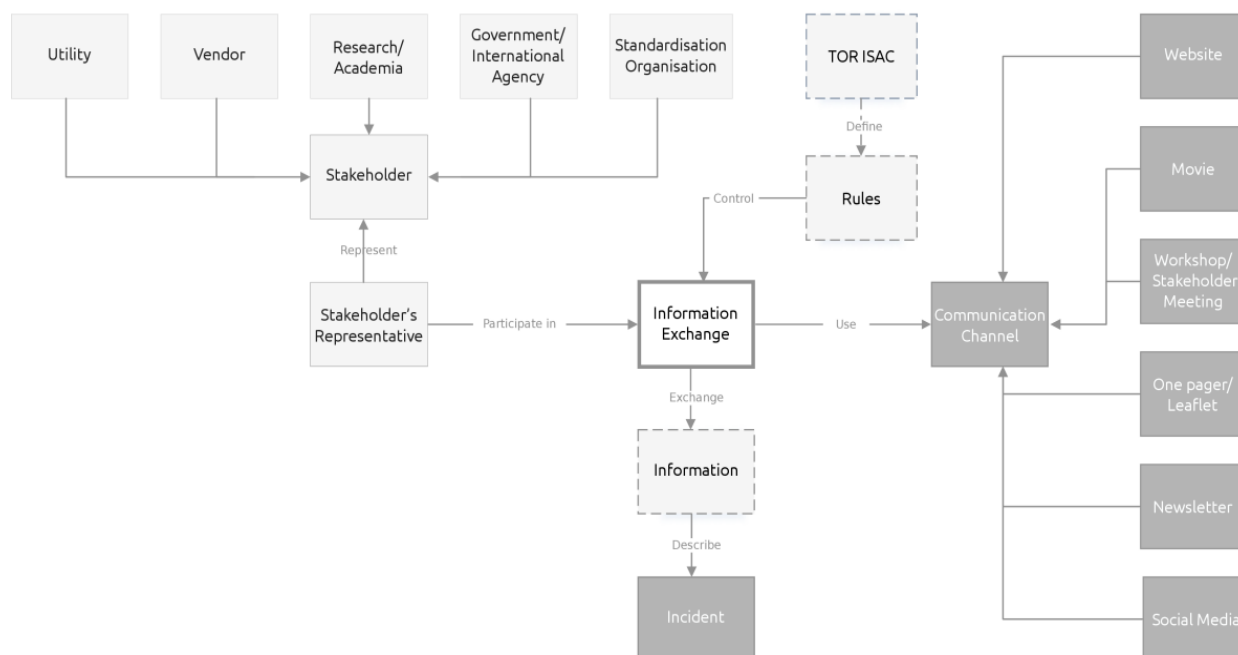 Utility
Vendor
Research/
Academia
Government/
International
Agency
Standardisation
Organisation
TOR ISAC
Website
Define
Stakeholder
Rules
Movie
Control
Represent
Workshop/
Stakeholder
Meeting
Stakeholder's
Representative
Participate in
Information
Exchange
Use
Communication
Channel
Exchange
One pager/
Leaflet
Information
Newsletter
Describe
Incident
Social Media